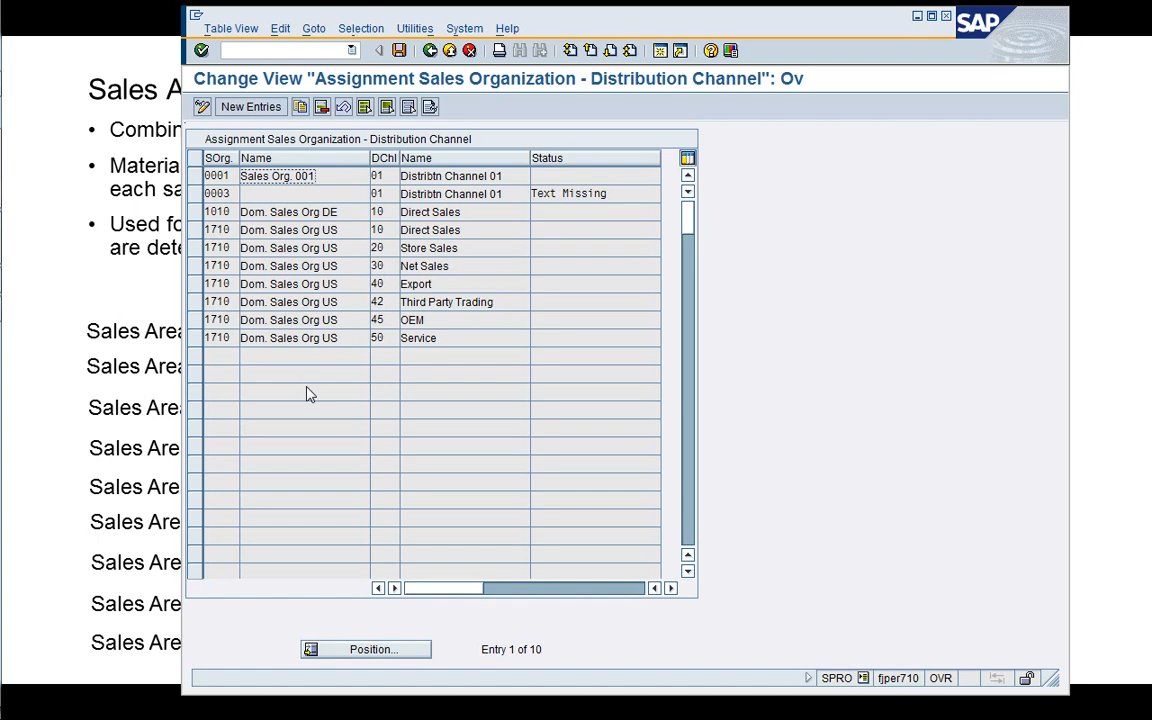 Table View Edit Goto Selection Utilities System Help
SAP
Change View "Assignment Sales Organization - Distribution Channel": Ov
New Entries
Assignment Sales Organization - Distribution Channel
SOrg. Name DChl Name Status
0001 Sales Org. 001 01 Distribtn Channel 01
0003 01 Distribtn Channel 01 Text Missing
1010 Dom. Sales Org DE 10 Direct Sales
1710 Dom. Sales Org US 10 Direct Sales
1710 Dom. Sales Org US 20 Store Sales
1710 Dom. Sales Org US 30 Net Sales
1710 Dom. Sales Org US 40 Export
1710 Dom. Sales Org US 42 Third Party Trading
1710 Dom. Sales Org US 45 OEM
1710 Dom. Sales Org US 50 Service
Position... Entry 1 of 10
SPRO fjper710 OVR
Sales A
• Combin
• Materia
each sa
• Used fo
are dete
Sales Area
Sales Area
Sales Area
Sales Are
Sales Are
Sales Area
Sales Are
Sales Are
Sales Are